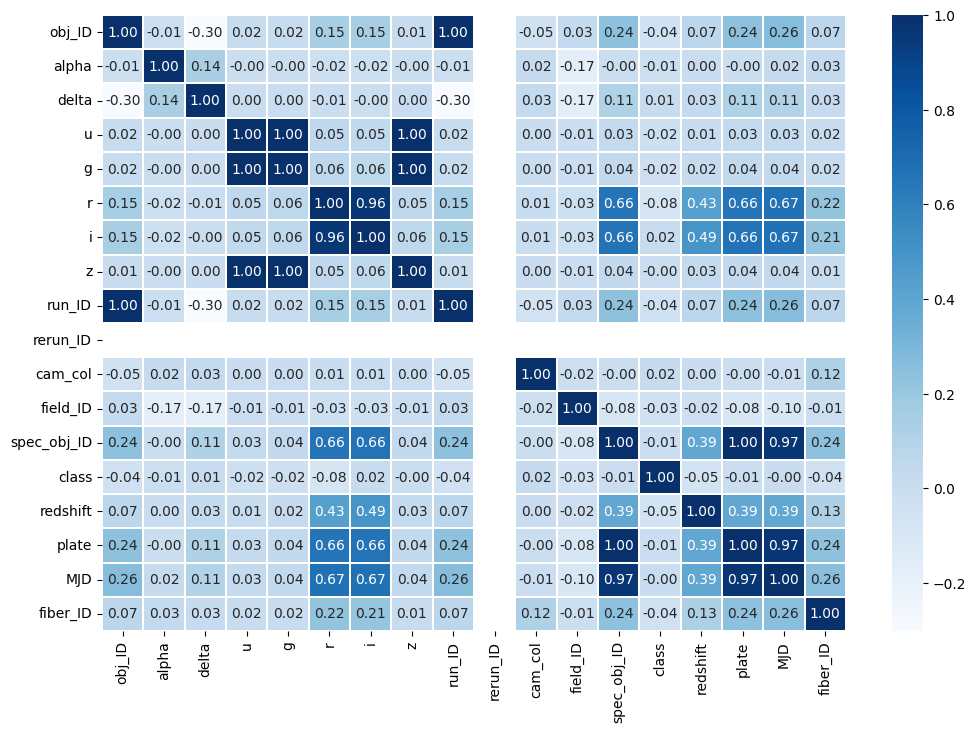 obj_ID 1.00 -0.01 -0.30 0.02 0.02 0.15 0.15 0.01 1.00 -0.05 0.03 0.24 -0.04 0.07 0.24 0.26 0.07
alpha -0.01 1.00 0.14 -0.00 -0.00 -0.02 -0.02 -0.00 -0.01 0.02 -0.17 -0.00 -0.01 0.00 -0.00 0.02 0.03
delta -0.30 0.14 1.00 0.00 0.00 -0.01 -0.00 0.00 -0.30 0.03 -0.17 0.11 0.01 0.03 0.11 0.11 0.03
u 0.02 -0.00 0.00 1.00 1.00 0.05 0.05 1.00 0.02 0.00 -0.01 0.03 -0.02 0.01 0.03 0.03 0.02
g 0.02 -0.00 0.00 1.00 1.00 0.06 0.06 1.00 0.02 0.00 -0.01 0.04 -0.02 0.02 0.04 0.04 0.02
r 0.15 -0.02 -0.01 0.05 0.06 1.00 0.96 0.05 0.15 0.01 -0.03 0.66 -0.08 0.43 0.66 0.67 0.22
i 0.15 -0.02 -0.00 0.05 0.06 0.96 1.00 0.06 0.15 0.01 -0.03 0.66 0.02 0.49 0.66 0.67 0.21
z 0.01 -0.00 0.00 1.00 1.00 0.05 0.06 1.00 0.01 0.00 -0.01 0.04 -0.00 0.03 0.04 0.04 0.01
run_ID 1.00 -0.01 -0.30 0.02 0.02 0.15 0.15 0.01 1.00 -0.05 0.03 0.24 -0.04 0.07 0.24 0.26 0.07
rerun_ID
cam_col -0.05 0.02 0.03 0.00 0.00 0.01 0.01 0.00 -0.05 1.00 -0.02 -0.00 0.02 0.00 -0.00 -0.01 0.12
field_ID 0.03 -0.17 -0.17 -0.01 -0.01 -0.03 -0.03 -0.01 0.03 -0.02 1.00 -0.08 -0.03 -0.02 -0.08 -0.10 -0.01
spec_obj_ID 0.24 -0.00 0.11 0.03 0.04 0.66 0.66 0.04 0.24 -0.00 -0.08 1.00 -0.01 0.39 1.00 0.97 0.24
class -0.04 -0.01 0.01 -0.02 -0.02 -0.08 0.02 -0.00 -0.04 0.02 -0.03 -0.01 1.00 -0.05 -0.01 -0.00 -0.04
redshift 0.07 0.00 0.03 0.01 0.02 0.43 0.49 0.03 0.07 0.00 -0.02 0.39 -0.05 1.00 0.39 0.39 0.13
plate 0.24 -0.00 0.11 0.03 0.04 0.66 0.66 0.04 0.24 -0.00 -0.08 1.00 -0.01 0.39 1.00 0.97 0.24
MJD 0.26 0.02 0.11 0.03 0.04 0.67 0.67 0.04 0.26 -0.01 -0.10 0.97 -0.00 0.39 0.97 1.00 0.26
fiber_ID 0.07 0.03 0.03 0.02 0.02 0.22 0.21 0.01 0.07 0.12 -0.01 0.24 -0.04 0.13 0.24 0.26 1.00
obj_ID alpha delta u g r i z run_ID rerun_ID cam_col field_ID spec_obj_ID class redshift plate MJD fiber_ID
1.0
0.8
0.6
0.4
0.2
0.0
−0.2